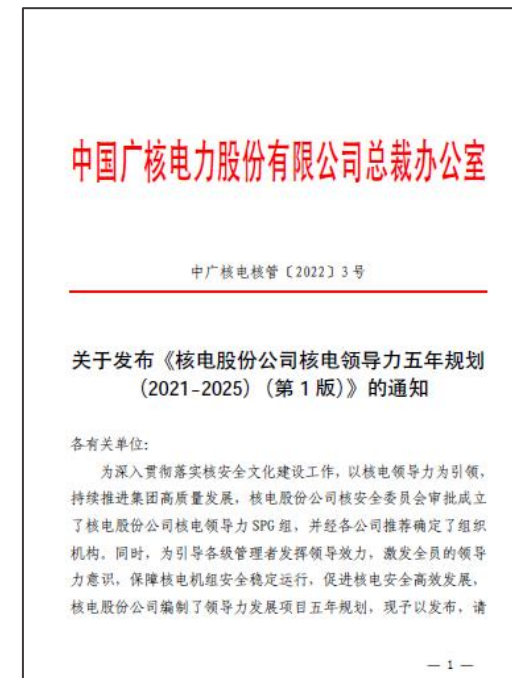 中国广核电力股份有限公司总裁办公室
中广核电核管〔2022〕3号
关于发布《核电股份公司核电领导力五年规划
(2021-2025)(第1版)》的通知
各有关单位:
为深入贯彻落实核安全文化建设工作，以核电领导力为引领，
持续推进集团高质量发展，核电股份公司核安全委员会审批成立
了核电股份公司核电领导力 SPG 组，并经各公司推荐确定了组织
机构。同时，为引导各级管理者发挥领导效力，激发全员的领导
力意识，保障核电机组安全稳定运行，促进核电安全高效发展，
核电股份公司编制了领导力发展项目五年规划，现予以发布，请
— 1 —